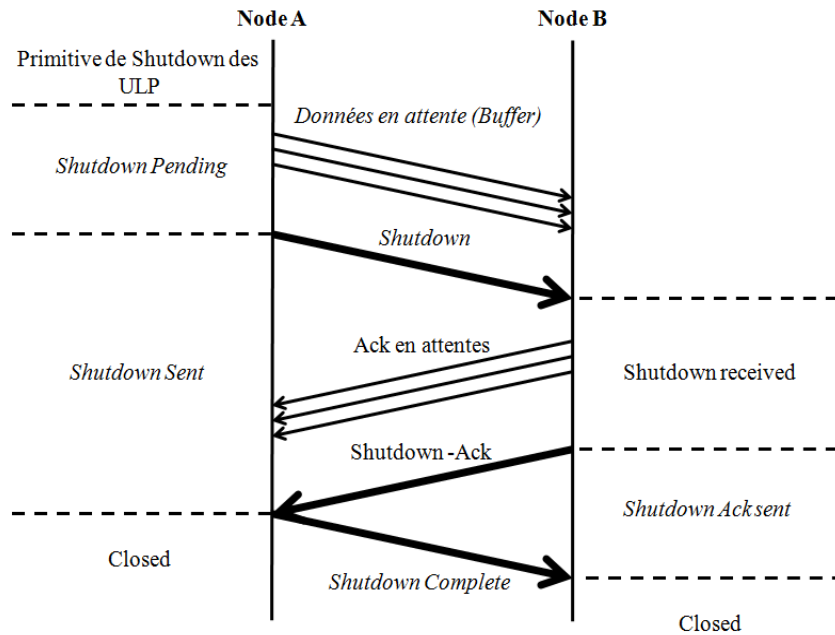 Node A
Node B
Primitive de Shutdown des
ULP
Données en attente (Buffer)
Shutdown Pending
Shutdown
Ack en attentes
Shutdown Sent
Shutdown received
Shutdown -Ack
Shutdown Ack sent
Closed
Shutdown Complete
Closed